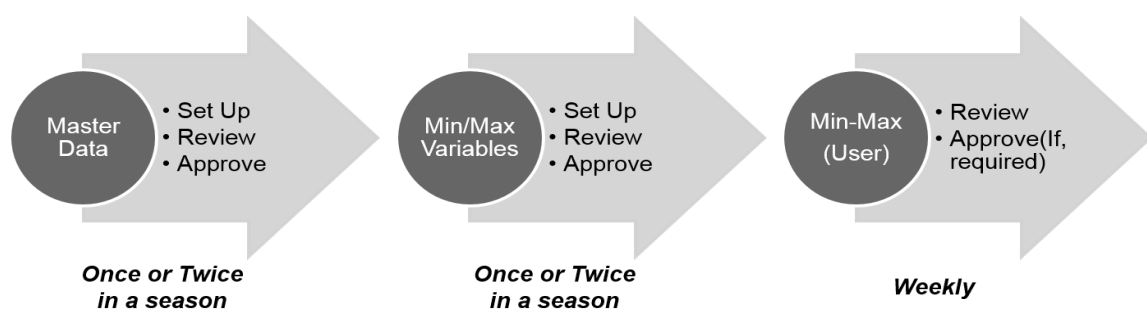 Master
Data
• Set Up
• Review
• Approve
Once or Twice
in a season
Min/Max
Variables
• Set Up
• Review
• Approve
Once or Twice
in a season
Min-Max
(User)
• Review
• Approve(If,
required)
Weekly